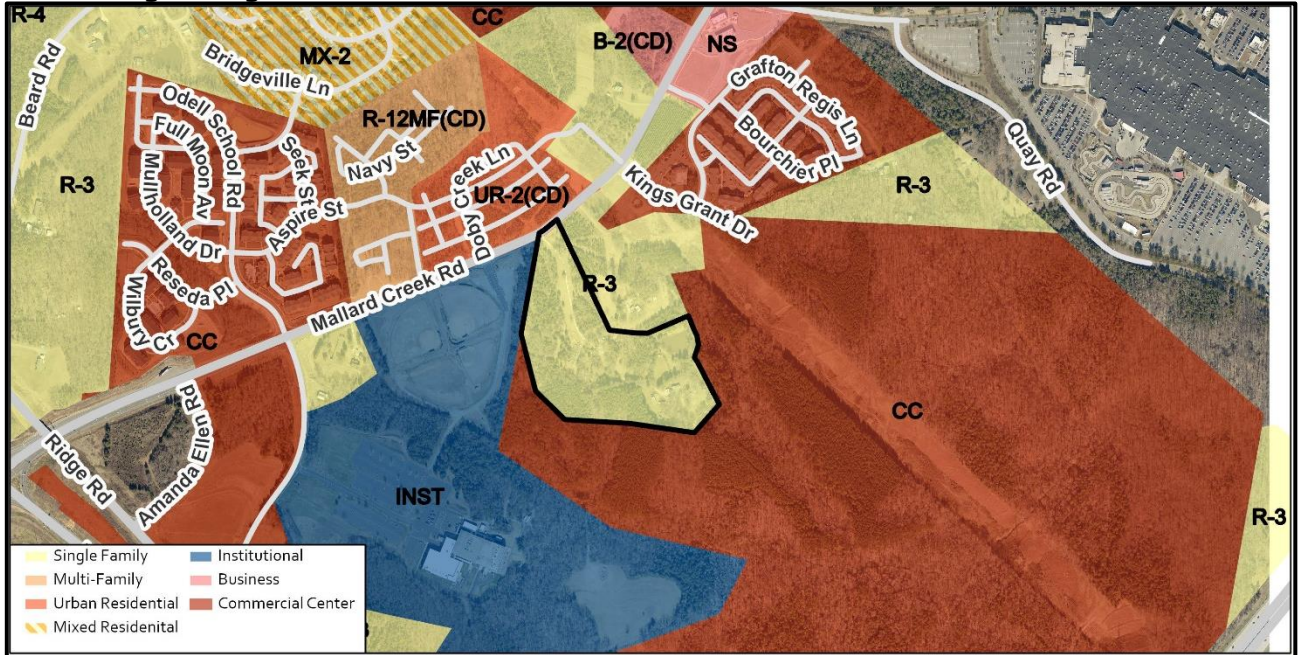 R-4
CC
B-2(CD)
NS
MX-2
Beard Rd
Bridgeville Ln
Odell School Rd
Full Moon Av
Mullholland Dr
Seek St
Aspire St
R-12MF(CD)
Navy St
Doby Creek Ln
UR-2(CD)
Grafton Regis Ln
Bourchier Pl
Kings Grant Dr
Quay Rd
R-3
R-3
R-3
Reseda Pl
Wilbury Cr
CC
Mallard Creek Rd
CC
Ridge Rd
Amanda Ellen Rd
INST
R-3
Single Family
Multi-Family
Urban Residential
Mixed Residenital
Institutional
Business
Commercial Center